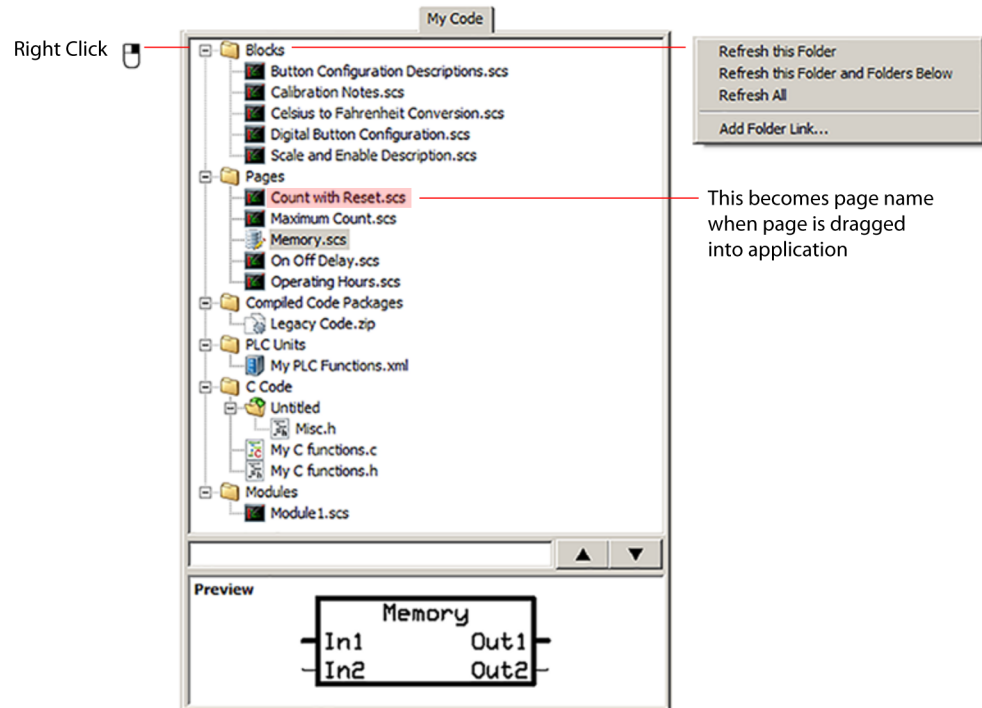 My Code
Right Click
Blocks
Button Configuration Descriptions.scs
Calibration Notes.scs
Celsius to Fahrenheit Conversion.scs
Digital Button Configuration.scs
Scale and Enable Description.scs
Pages
Count with Reset.scs
Maximum Count.scs
Memory.scs
On Off Delay.scs
Operating Hours.scs
Compiled Code Packages
Legacy Code.zip
PLC Units
My PLC Functions.xml
C Code
Untitled
Misc.h
My C functions.c
My C functions.h
Modules
Module1.scs
Refresh this Folder
Refresh this Folder and Folders Below
Refresh All
Add Folder Link...
This becomes page name
when page is dragged
into application
Preview
Memory
In1 Out1
In2 Out2